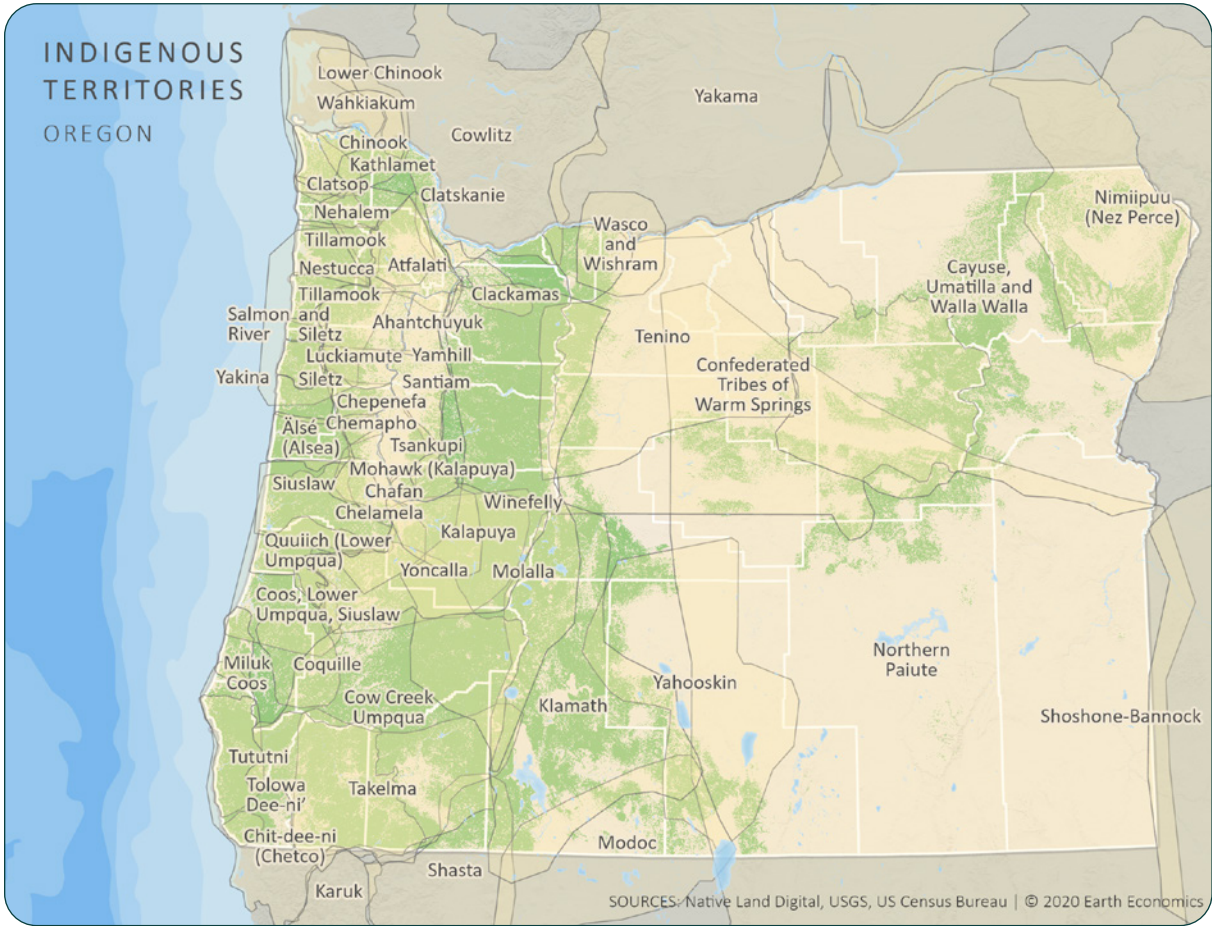 INDIGENOUS
TERRITORIES
OREGON
Lower Chinook
Wahkiakum
Yakama
Cowlitz
Chinook
Kathlamet
Clatsop
Clatskanie
Nehalem
Nimiipuu
(Nez Perce)
Wasco
and
Wishram
Tillamook
Nestucca
Atfalati
Cayuse,
Umatilla and
Walla Walla
Tillamook
Clackamas
Salmon and
River
Siletz
Ahantchuyuk
Tenino
Luckiamute
Yamhill
Confederated
Tribes of
Warm Springs
Yakina
Siletz
Santiam
Chepenefa
Älsé
(Alsea)
Chemapho
Tsankupi
Mohawk (Kalapuya)
Siuslaw
Chafan
Winefelly
Chelamela
Kalapuya
Quuiich (Lower
Umpqua)
Yoncalla
Molalla
Coos, Lower
Umpqua, Siuslaw
Northern
Paiute
Miluk
Coos
Coquille
Yahooskin
Cow Creek
Umpqua
Klamath
Shoshone-Bannock
Tututni
Tolowa
Dee-ni’
Takelma
Chit-dee-ni
(Chetco)
Modoc
Shasta
Karuk
SOURCES: Native Land Digital, USGS, US Census Bureau | © 2020 Earth Economics